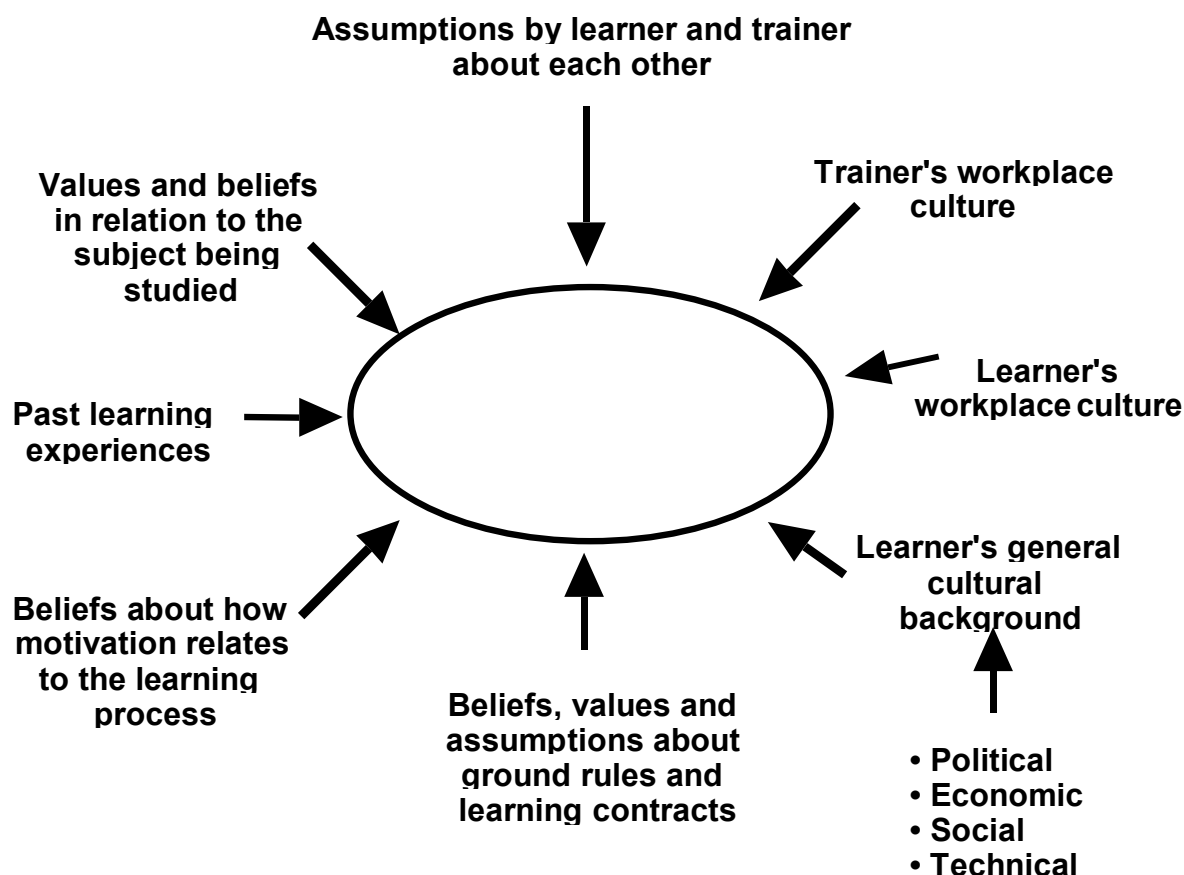 Assumptions by learner and trainer
about each other
Values and beliefs
in relation to the
subject being
studied
Trainer's workplace
culture
Learner's
workplace culture
Past learning
experiences
Learner's general
cultural
background
Beliefs about how
motivation relates
to the learning
process
Beliefs, values and
assumptions about
ground rules and
learning contracts
• Political
• Economic
• Social
• Technical